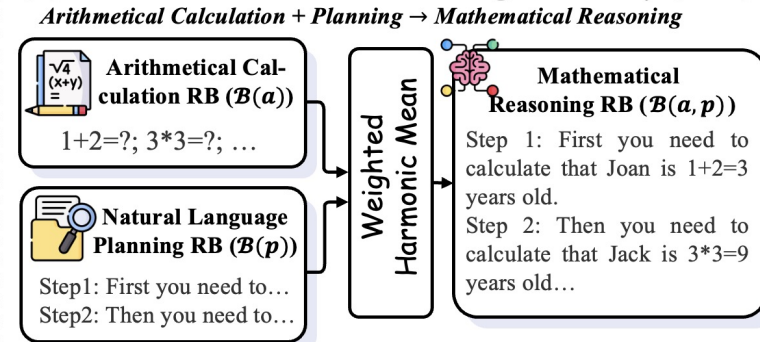 Arithmetical Calculation + Planning → Mathematical Reasoning
√4
(x+y)
=
Arithmetical Cal-
culation RB (B(a))
1+2=?; 3*3=?; …
Natural Language
Planning RB (B(p))
Step1: First you need to…
Step2: Then you need to…
Weighted
Harmonic Mean
Mathematical
Reasoning RB (B(a, p))
Step 1: First you need to
calculate that Joan is 1+2=3
years old.
Step 2: Then you need to
calculate that Jack is 3*3=9
years old…